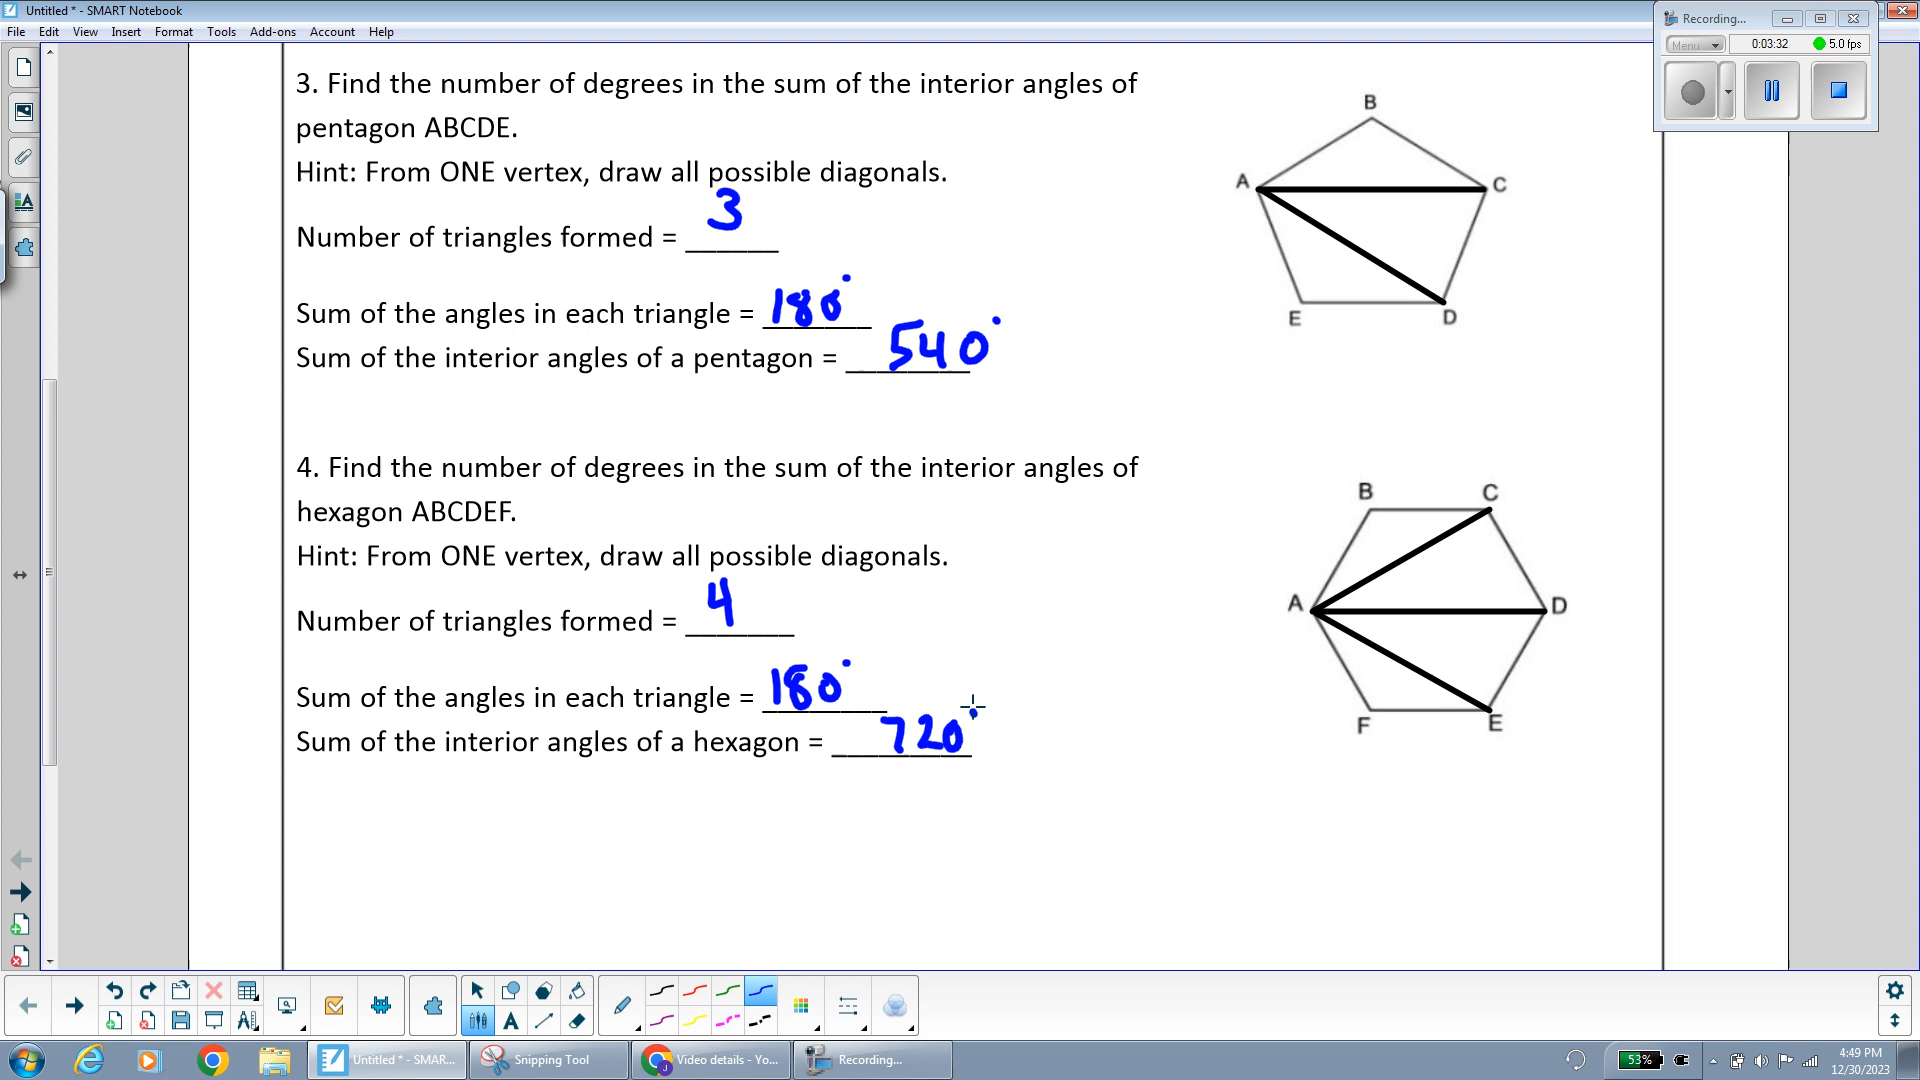 Untitled * - SMART Notebook
File Edit View Insert Format Tools Add-ons Account Help
Recording...
Menu 0:03:32 5.0 fps
3. Find the number of degrees in the sum of the interior angles of
pentagon ABCDE.
Hint: From ONE vertex, draw all possible diagonals.
Number of triangles formed = 3
Sum of the angles in each triangle = 180°
Sum of the interior angles of a pentagon = 540°
B
A C
E D
4. Find the number of degrees in the sum of the interior angles of
hexagon ABCDEF.
Hint: From ONE vertex, draw all possible diagonals.
Number of triangles formed = 4
Sum of the angles in each triangle = 180°
Sum of the interior angles of a hexagon = 720°
B C
A D
F E
Untitled * - SMAR... Snipping Tool Video details - Yo... Recording... 53% 4:49 PM
12/30/2023